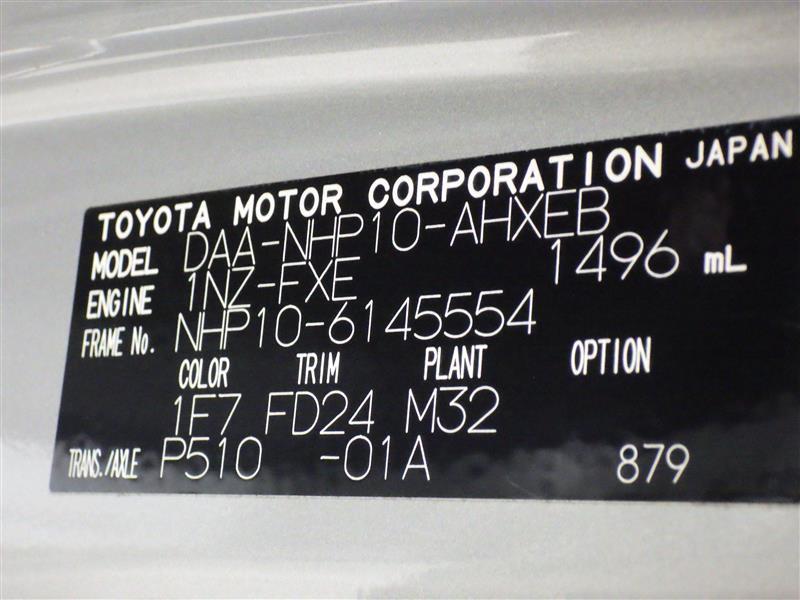 TOYOTA MOTOR CORPORATION JAPAN
MODEL DAA-NHP10-AHXEB
ENGINE 1NZ-FXE 1496 mL
FRAME No. NHP10-6145554
COLOR TRIM PLANT OPTION
1F7 FD24 M32
TRANS./AXLE P510 -01A 879